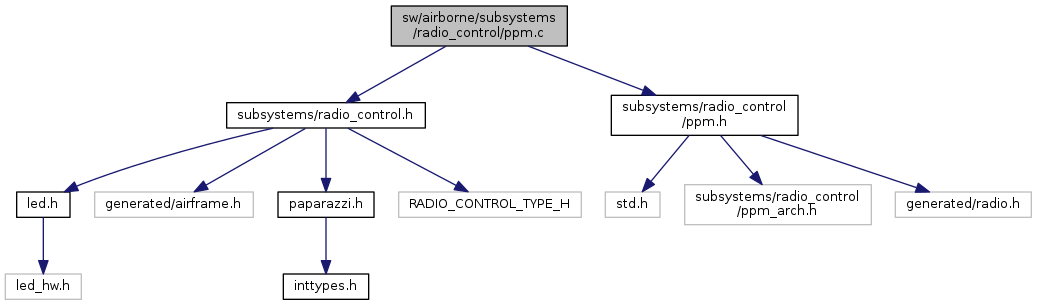 sw/airborne/subsystems
/radio_control/ppm.c
subsystems/radio_control.h
subsystems/radio_control
/ppm.h
led.h
generated/airframe.h
paparazzi.h
RADIO_CONTROL_TYPE_H
std.h
subsystems/radio_control
/ppm_arch.h
generated/radio.h
led_hw.h
inttypes.h